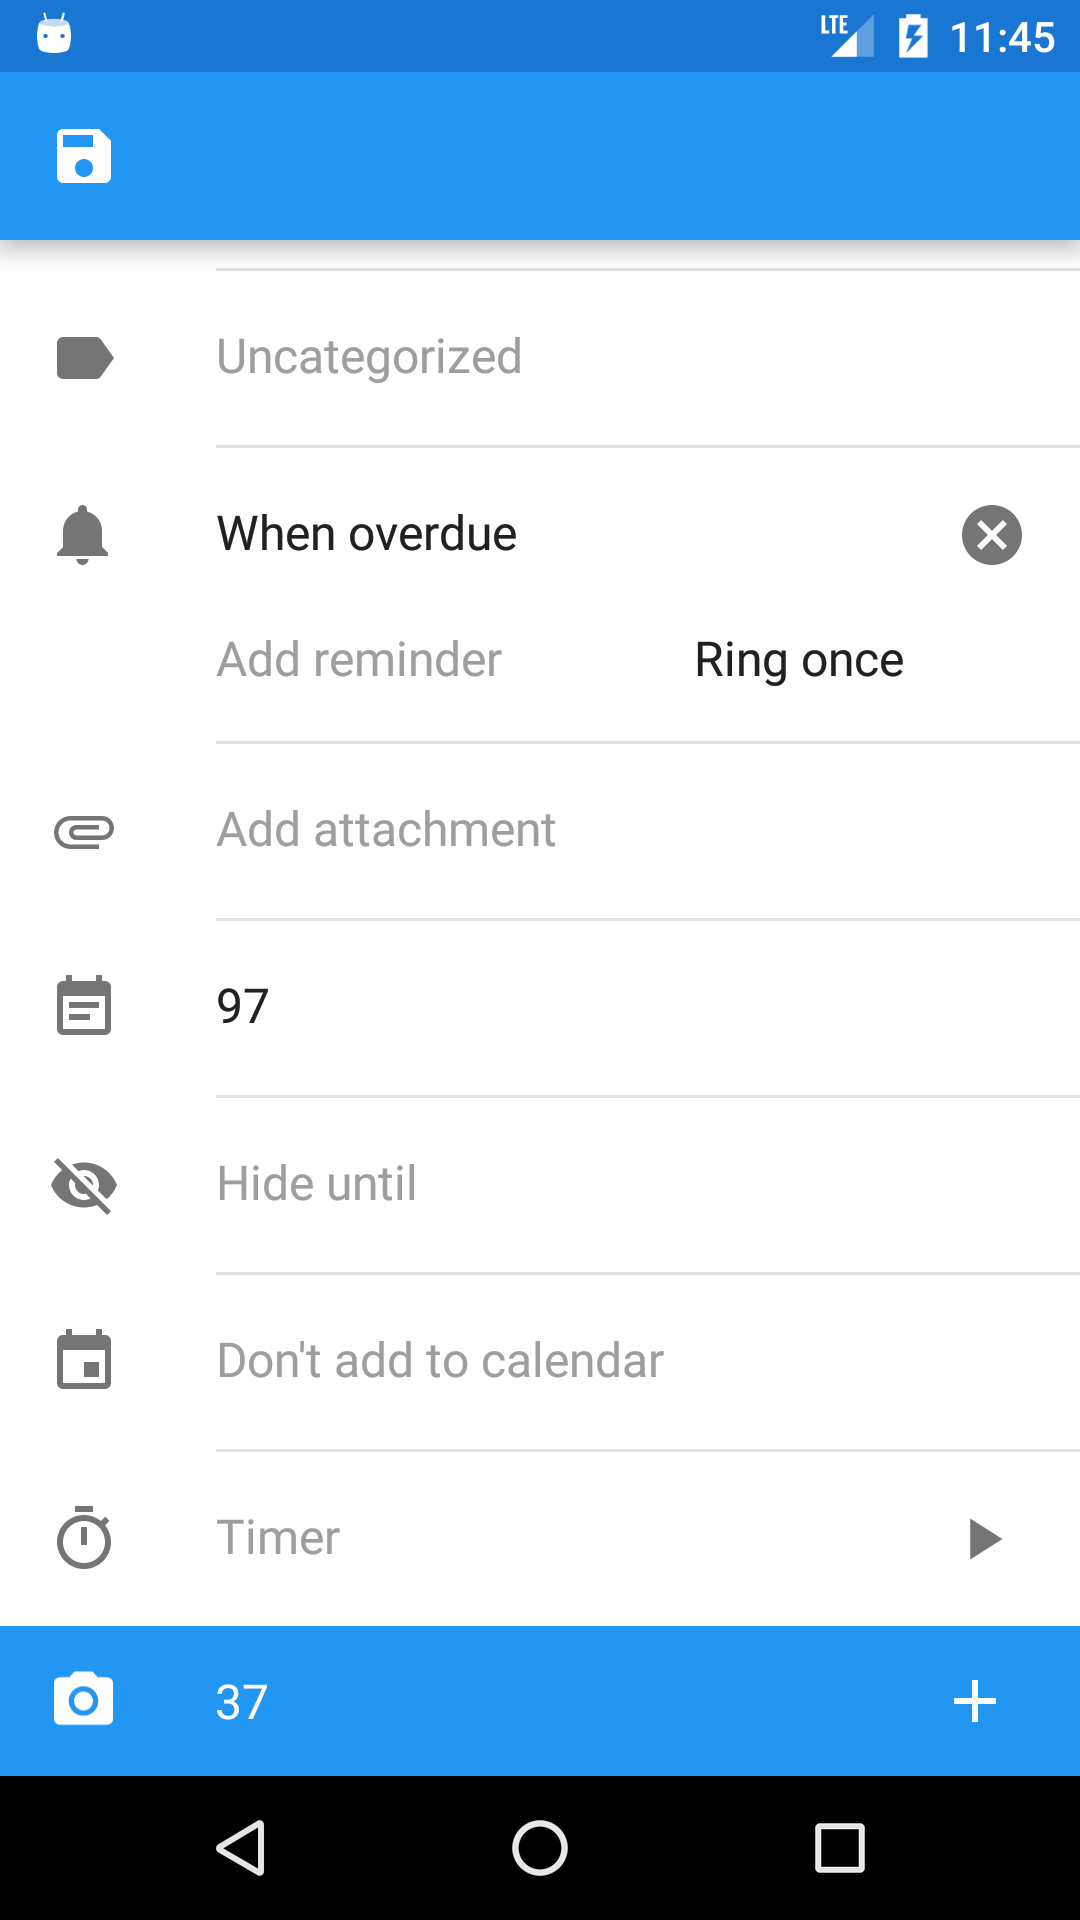 LTE 11:45
Uncategorized
When overdue
Add reminder Ring once
Add attachment
97
Hide until
Don't add to calendar
Timer
37